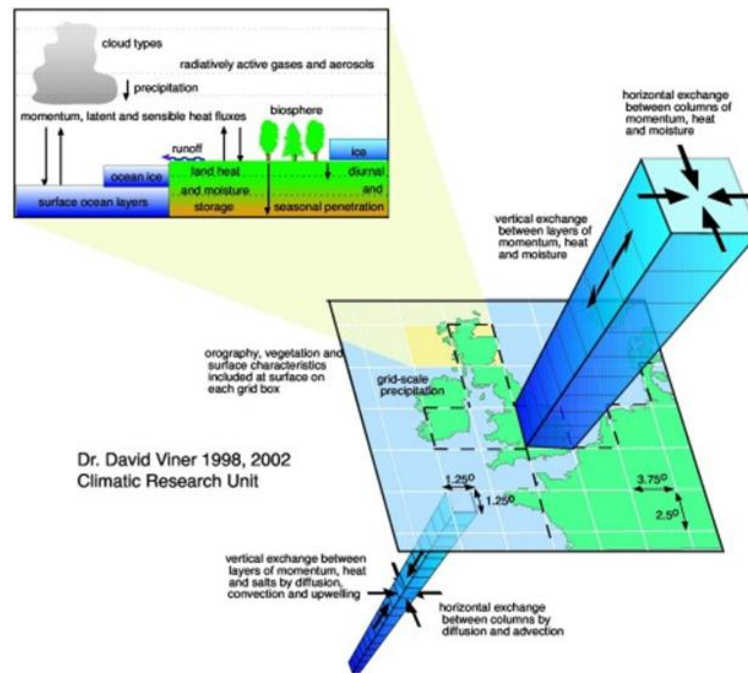 cloud types
radiatively active gases and aerosols
precipitation
momentum, latent and sensible heat fluxes
biosphere
runoff
ice
ocean ice
land heat
diurnal
and moisture
and
surface ocean layers
storage
seasonal penetration
horizontal exchange
between columns of
momentum, heat
and moisture
vertical exchange
between layers of
momentum, heat
and moisture
orography, vegetation and
surface characteristics
included at surface on
each grid box
grid-scale
precipitation
Dr. David Viner 1998, 2002
Climatic Research Unit
1.25°
1.25°
3.75°
2.5°
vertical exchange between
layers of momentum, heat
and salts by diffusion,
convection and upwelling
horizontal exchange
between columns by
diffusion and advection